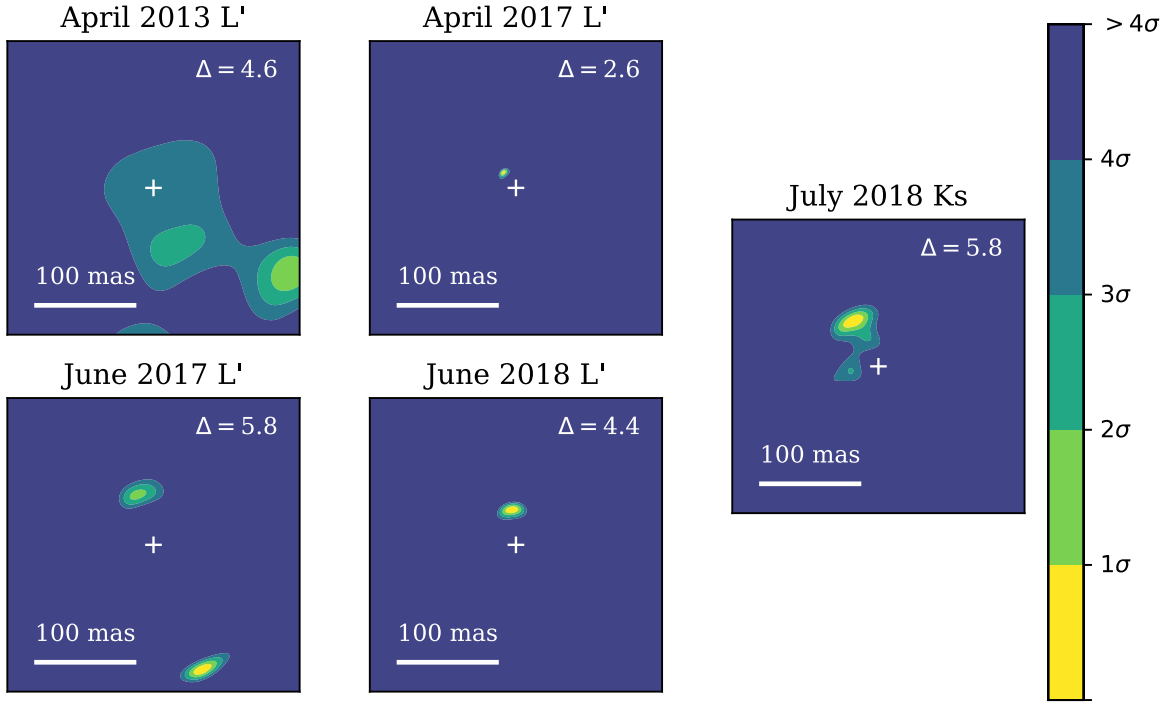 April 2013 L'
Δ = 4.6
100 mas
April 2017 L'
Δ = 2.6
100 mas
June 2017 L'
Δ = 5.8
100 mas
June 2018 L'
Δ = 4.4
100 mas
July 2018 Ks
Δ = 5.8
100 mas
> 4σ
4σ
3σ
2σ
1σ